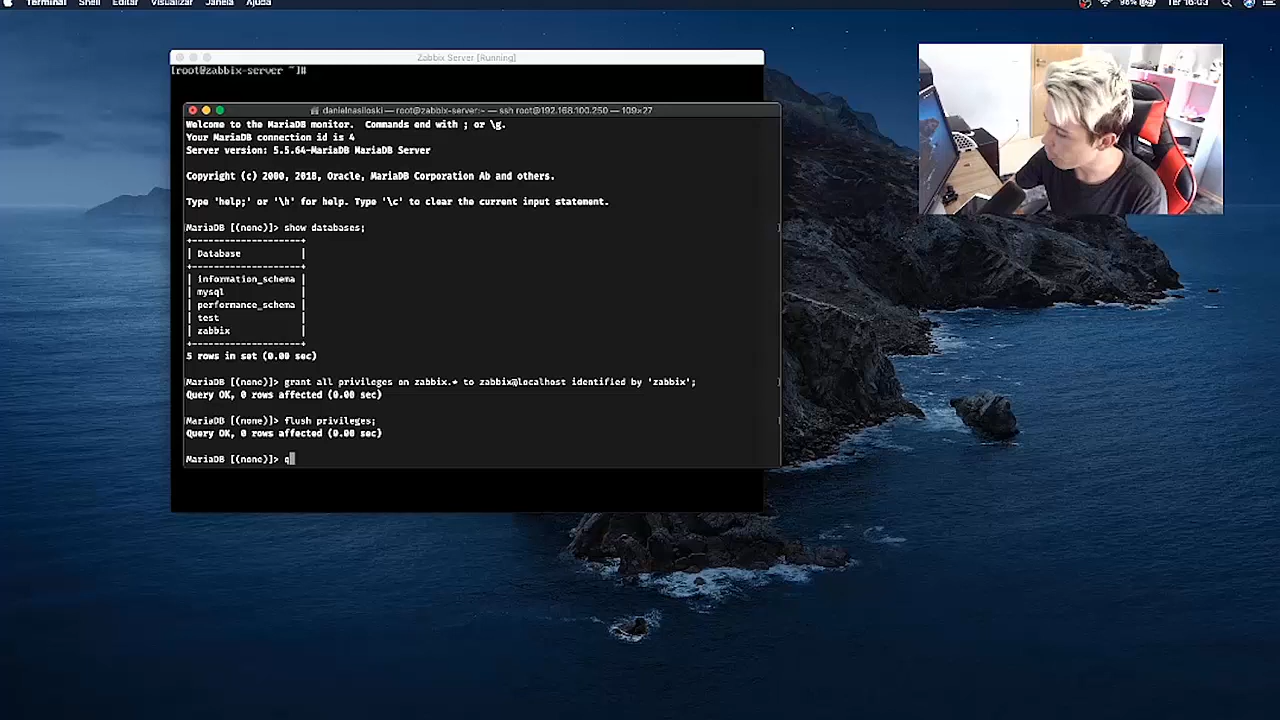 Terminal Shell Editar Visualizar Janela Ajuda 98% Ter 16:03
Zabbix Server [Running]
[root@zabbix-server ~]#
danielnasiloski — root@zabbix-server:~ — ssh root@192.168.100.250 — 109×27
Welcome to the MariaDB monitor.  Commands end with ; or \g.
Your MariaDB connection id is 4
Server version: 5.5.64-MariaDB MariaDB Server
Copyright (c) 2000, 2018, Oracle, MariaDB Corporation Ab and others.
Type 'help;' or '\h' for help. Type '\c' to clear the current input statement.
MariaDB [(none)]> show databases;
+--------------------+
| Database           |
+--------------------+
| information_schema |
| mysql              |
| performance_schema |
| test               |
| zabbix             |
+--------------------+
5 rows in set (0.00 sec)
MariaDB [(none)]> grant all privileges on zabbix.* to zabbix@localhost identified by 'zabbix';
Query OK, 0 rows affected (0.00 sec)
MariaDB [(none)]> flush privileges;
Query OK, 0 rows affected (0.00 sec)
MariaDB [(none)]> q